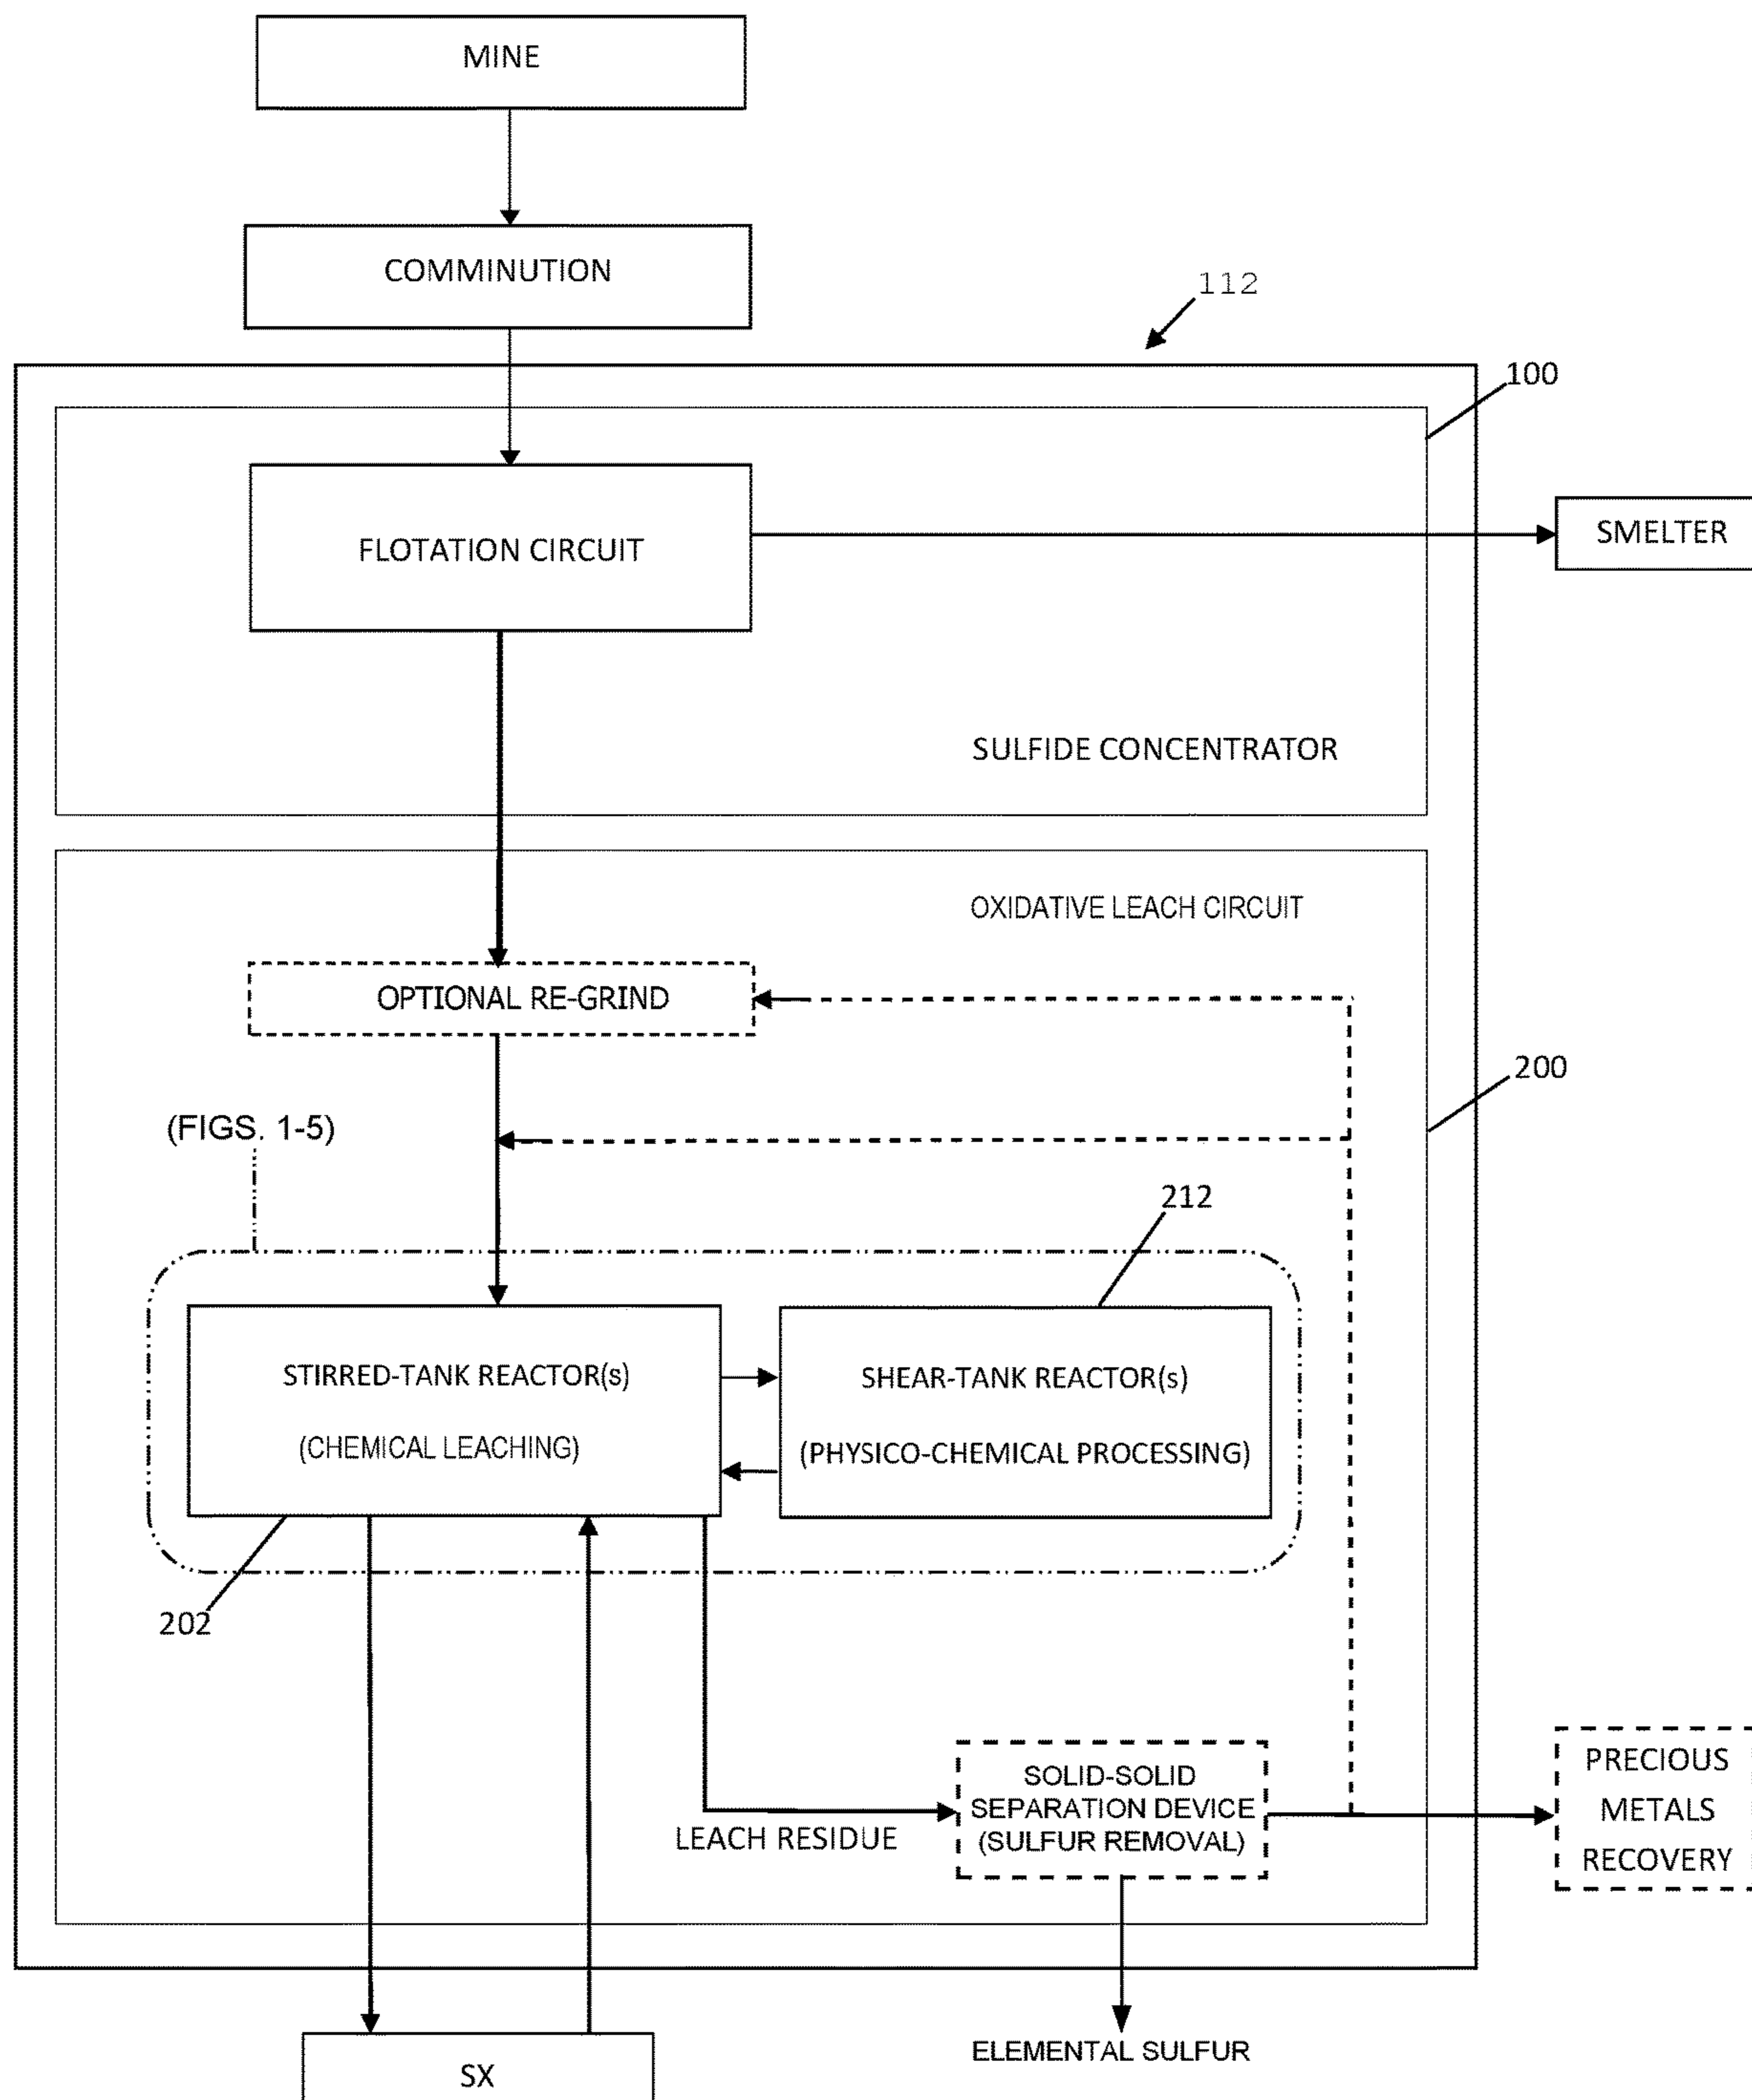 MINE
COMMINUTION
112
100
FLOTATION CIRCUIT
SMELTER
SULFIDE CONCENTRATOR
OXIDATIVE LEACH CIRCUIT
OPTIONAL RE-GRIND
200
(FIGS. 1-5)
212
STIRRED-TANK REACTOR(s)
(CHEMICAL LEACHING)
SHEAR-TANK REACTOR(s)
(PHYSICO-CHEMICAL PROCESSING)
202
SOLID-SOLID
SEPARATION DEVICE
(SULFUR REMOVAL)
LEACH RESIDUE
PRECIOUS
METALS
RECOVERY
ELEMENTAL SULFUR
SX